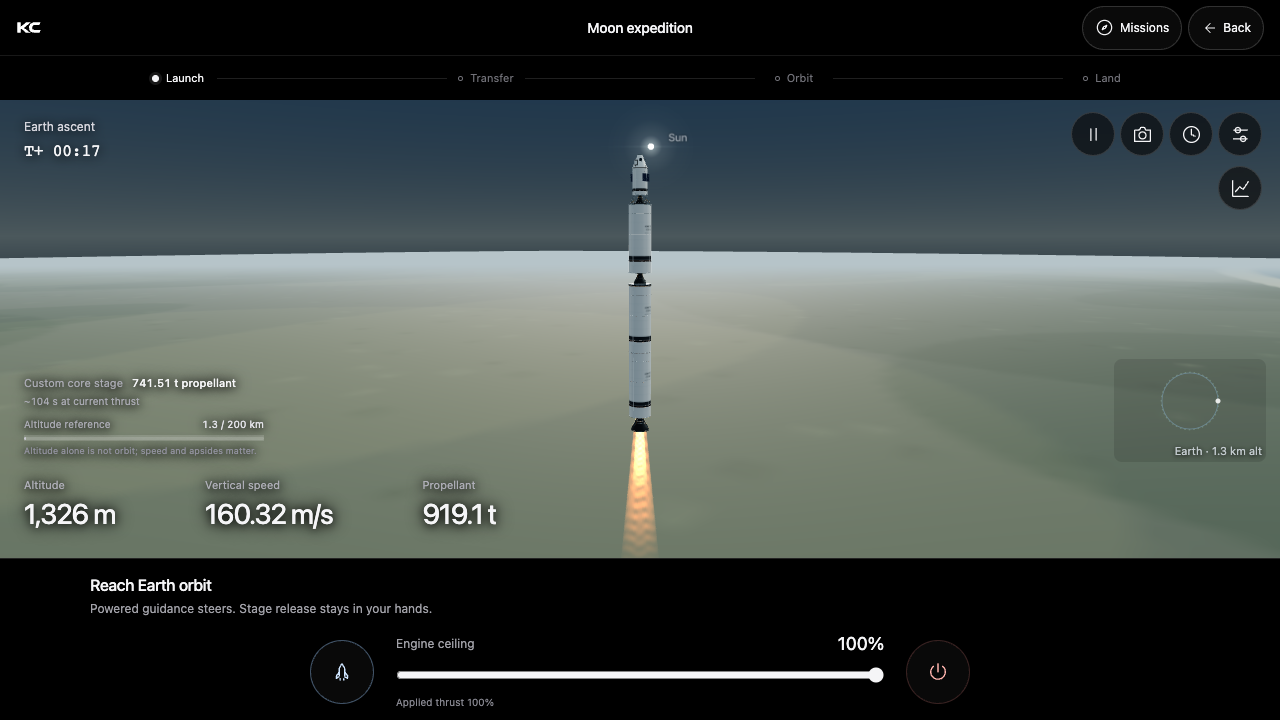 KC
Moon expedition
Missions
Back
Launch
Transfer
Orbit
Land
Earth ascent
T+ 00:17
Sun
Custom core stage 741.51 t propellant
~104 s at current thrust
Altitude reference 1.3 / 200 km
Altitude alone is not orbit; speed and apsides matter.
Altitude
1,326 m
Vertical speed
160.32 m/s
Propellant
919.1 t
Earth · 1.3 km alt
Reach Earth orbit
Powered guidance steers. Stage release stays in your hands.
Engine ceiling 100%
Applied thrust 100%